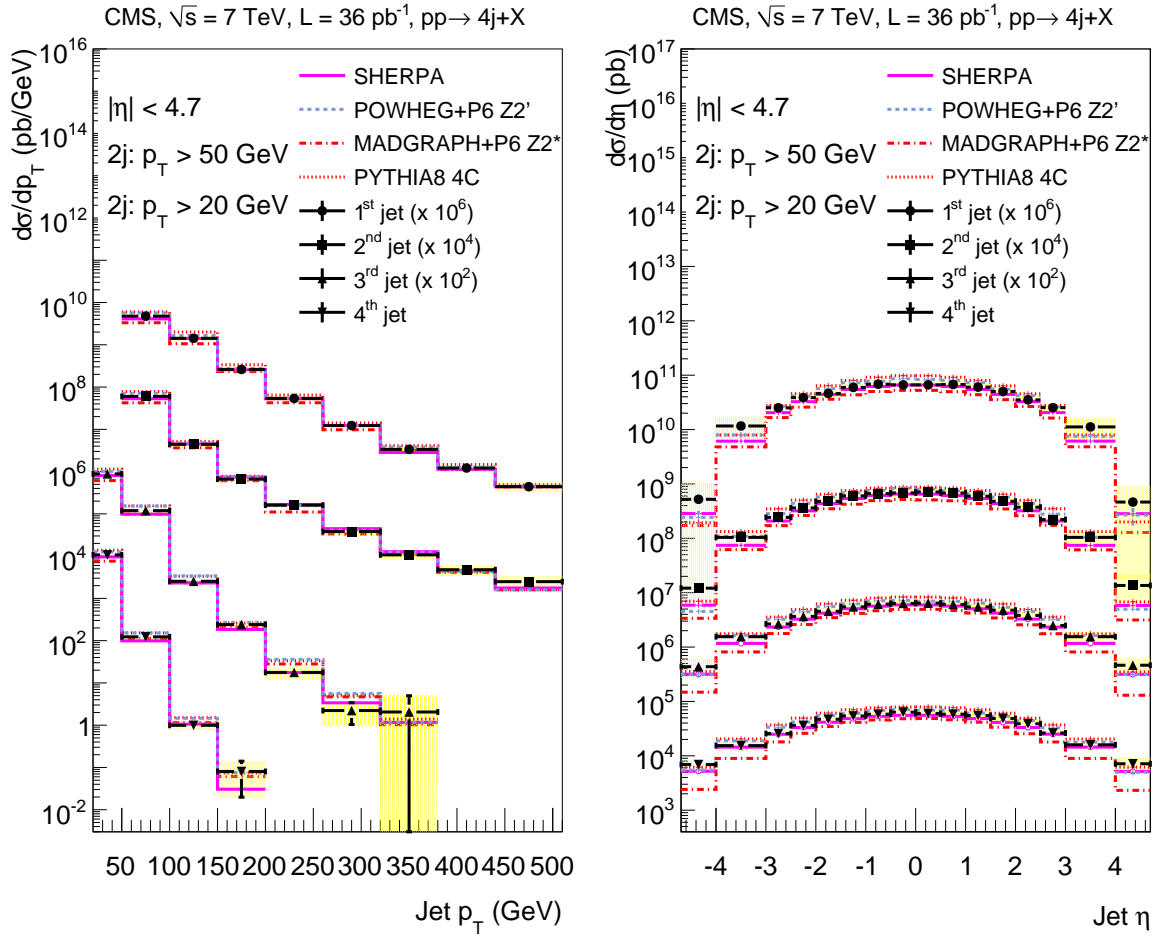 CMS, √s = 7 TeV, L = 36 pb⁻¹, pp→ 4j+X
dσ/dp_T (pb/GeV)
10¹⁶
10¹⁴
10¹²
10¹⁰
10⁸
10⁶
10⁴
10²
1
10⁻²
|η| < 4.7
2j: p_T > 50 GeV
2j: p_T > 20 GeV
SHERPA
POWHEG+P6 Z2'
MADGRAPH+P6 Z2*
PYTHIA8 4C
1ˢᵗ jet (x 10⁶)
2ⁿᵈ jet (x 10⁴)
3ʳᵈ jet (x 10²)
4ᵗʰ jet
50 100 150 200 250 300 350 400 450 500
Jet p_T (GeV)
CMS, √s = 7 TeV, L = 36 pb⁻¹, pp→ 4j+X
dσ/dη (pb)
10¹⁸
10¹⁷
10¹⁶
10¹⁵
10¹⁴
10¹³
10¹²
10¹¹
10¹⁰
10⁹
10⁸
10⁷
10⁶
10⁵
10⁴
10³
|η| < 4.7
2j: p_T > 50 GeV
2j: p_T > 20 GeV
SHERPA
POWHEG+P6 Z2'
MADGRAPH+P6 Z2*
PYTHIA8 4C
1ˢᵗ jet (x 10⁶)
2ⁿᵈ jet (x 10⁴)
3ʳᵈ jet (x 10²)
4ᵗʰ jet
-4 -3 -2 -1 0 1 2 3 4
Jet η